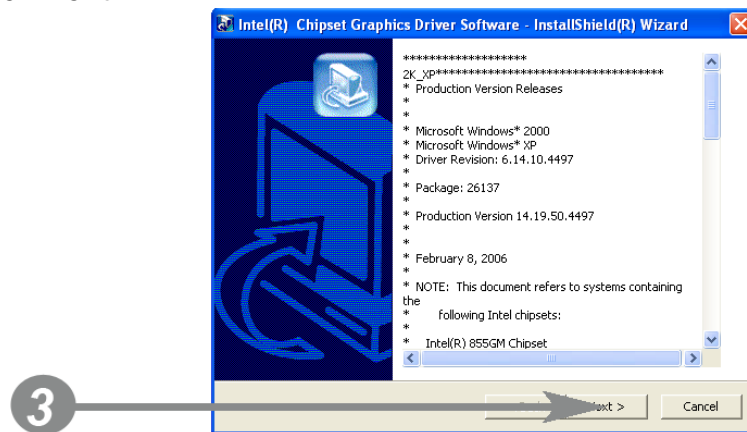 Intel(R) Chipset Graphics Driver Software - InstallShield(R) Wizard
********************
2K_XP**************************************
* Production Version Releases
*
*
* Microsoft Windows* 2000
* Microsoft Windows* XP
* Driver Revision: 6.14.10.4497
*
* Package: 26137
*
* Production Version 14.19.50.4497
*
*
* February 8, 2006
*
* NOTE: This document refers to systems containing
the
* following Intel chipsets:
*
* Intel(R) 855GM Chipset
3
Cancel